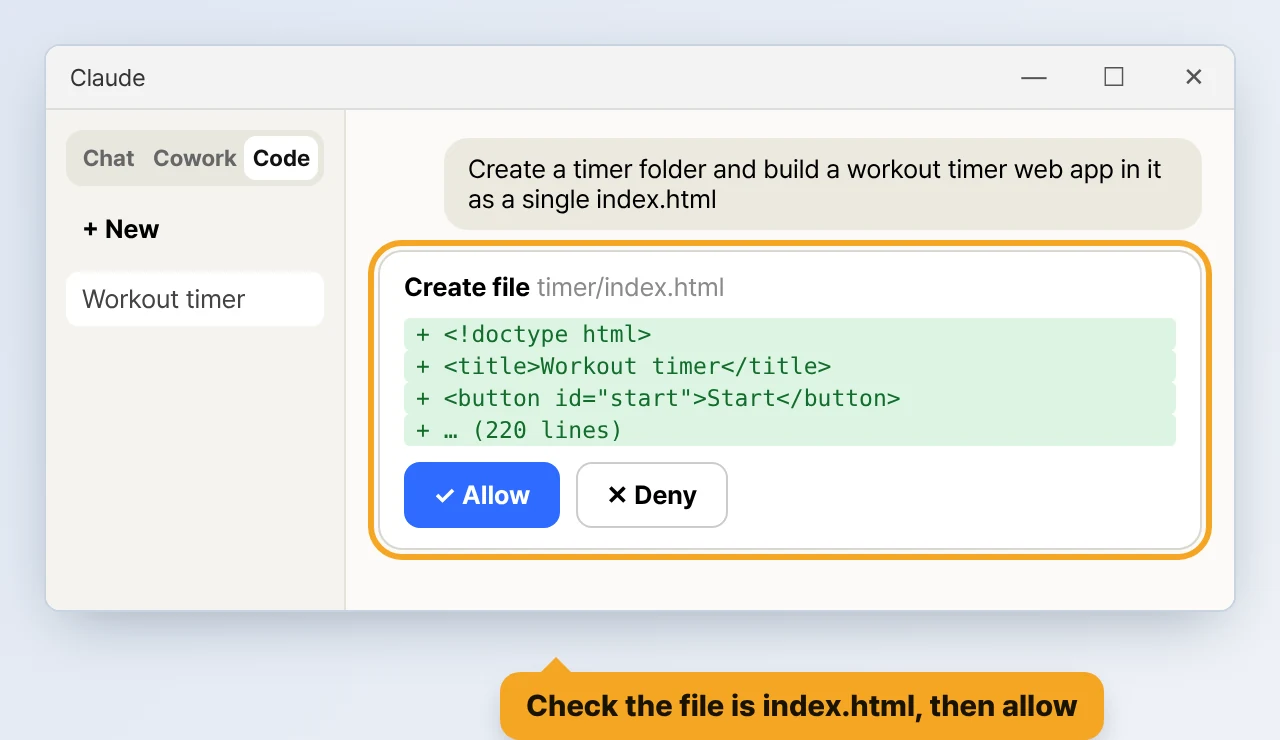 Claude
Chat Cowork Code
+ New
Workout timer
Create a timer folder and build a workout timer web app in it
as a single index.html
Create file timer/index.html
+ <!doctype html>
+ <title>Workout timer</title>
+ <button id="start">Start</button>
+ … (220 lines)
✓ Allow ✕ Deny
Check the file is index.html, then allow